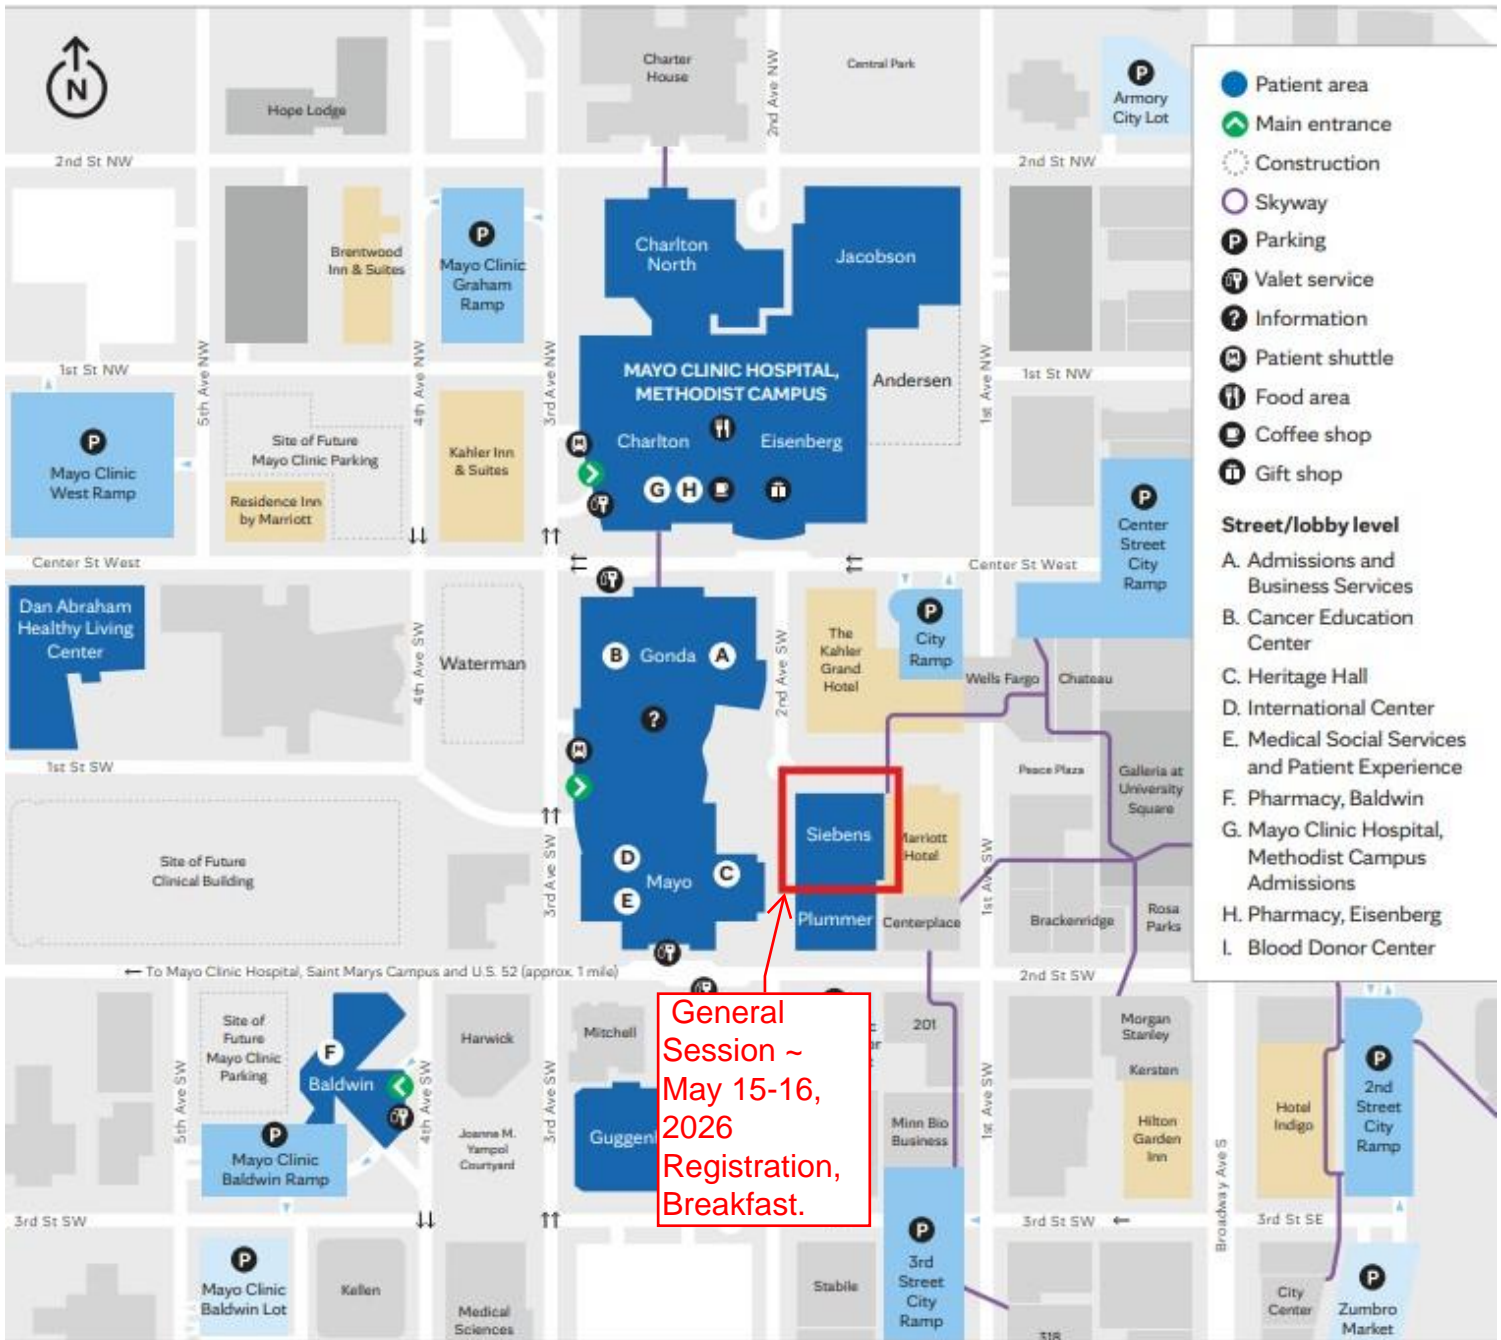 N
Hope Lodge
Charter
House
2nd Ave NW
Central Park
P
Armory
City Lot
Patient area
Main entrance
Construction
Skyway
P Parking
Valet service
? Information
M Patient shuttle
Food area
Coffee shop
Gift shop
Street/lobby level
A. Admissions and
Business Services
B. Cancer Education
Center
C. Heritage Hall
D. International Center
E. Medical Social Services
and Patient Experience
F. Pharmacy, Baldwin
G. Mayo Clinic Hospital,
Methodist Campus
Admissions
H. Pharmacy, Eisenberg
I. Blood Donor Center
2nd St NW
2nd St NW
Brentwood
Inn & Suites
P
Mayo Clinic
Graham
Ramp
Charlton
North
Jacobson
5th Ave NW
4th Ave NW
3rd Ave NW
1st Ave NW
1st St NW
1st St NW
MAYO CLINIC HOSPITAL,
METHODIST CAMPUS
Andersen
P
Mayo Clinic
West Ramp
Site of Future
Mayo Clinic Parking
Residence Inn
by Marriott
Kahler Inn
& Suites
M
Charlton
Eisenberg
G H
P
Center
Street
City
Ramp
Center St West
Center St West
Dan Abraham
Healthy Living
Center
4th Ave SW
Waterman
B Gonda A
?
2nd Ave SW
The
Kahler
Grand
Hotel
P
City
Ramp
Wells Fargo
Chateau
1st St SW
M
Peace Plaza
Galleria at
University
Square
Site of Future
Clinical Building
3rd Ave SW
D
Mayo
C
E
Siebens
Marriott
Hotel
Plummer
Centerplace
1st Ave SW
Brackenridge
Rosa
Parks
← To Mayo Clinic Hospital, Saint Marys Campus and U.S. 52 (approx. 1 mile)
2nd St SW
General
Session ~
May 15-16,
2026
Registration,
Breakfast.
5th Ave SW
Site of
Future
Mayo Clinic
Parking
F
Baldwin
P
Mayo Clinic
Baldwin Ramp
4th Ave SW
Harwick
Joanne M.
Yampol
Courtyard
3rd Ave SW
Mitchell
201
Minn Bio
Business
1st Ave SW
Morgan
Stanley
Kersten
Hilton
Garden
Inn
Broadway Ave S
Hotel
Indigo
P
2nd
Street
City
Ramp
3rd St SW
3rd St SW ←
3rd St SE
P
Mayo Clinic
Baldwin Lot
Kellen
Medical
Sciences
Stabile
P
3rd
Street
City
Ramp
318
City
Center
P
Zumbro
Market